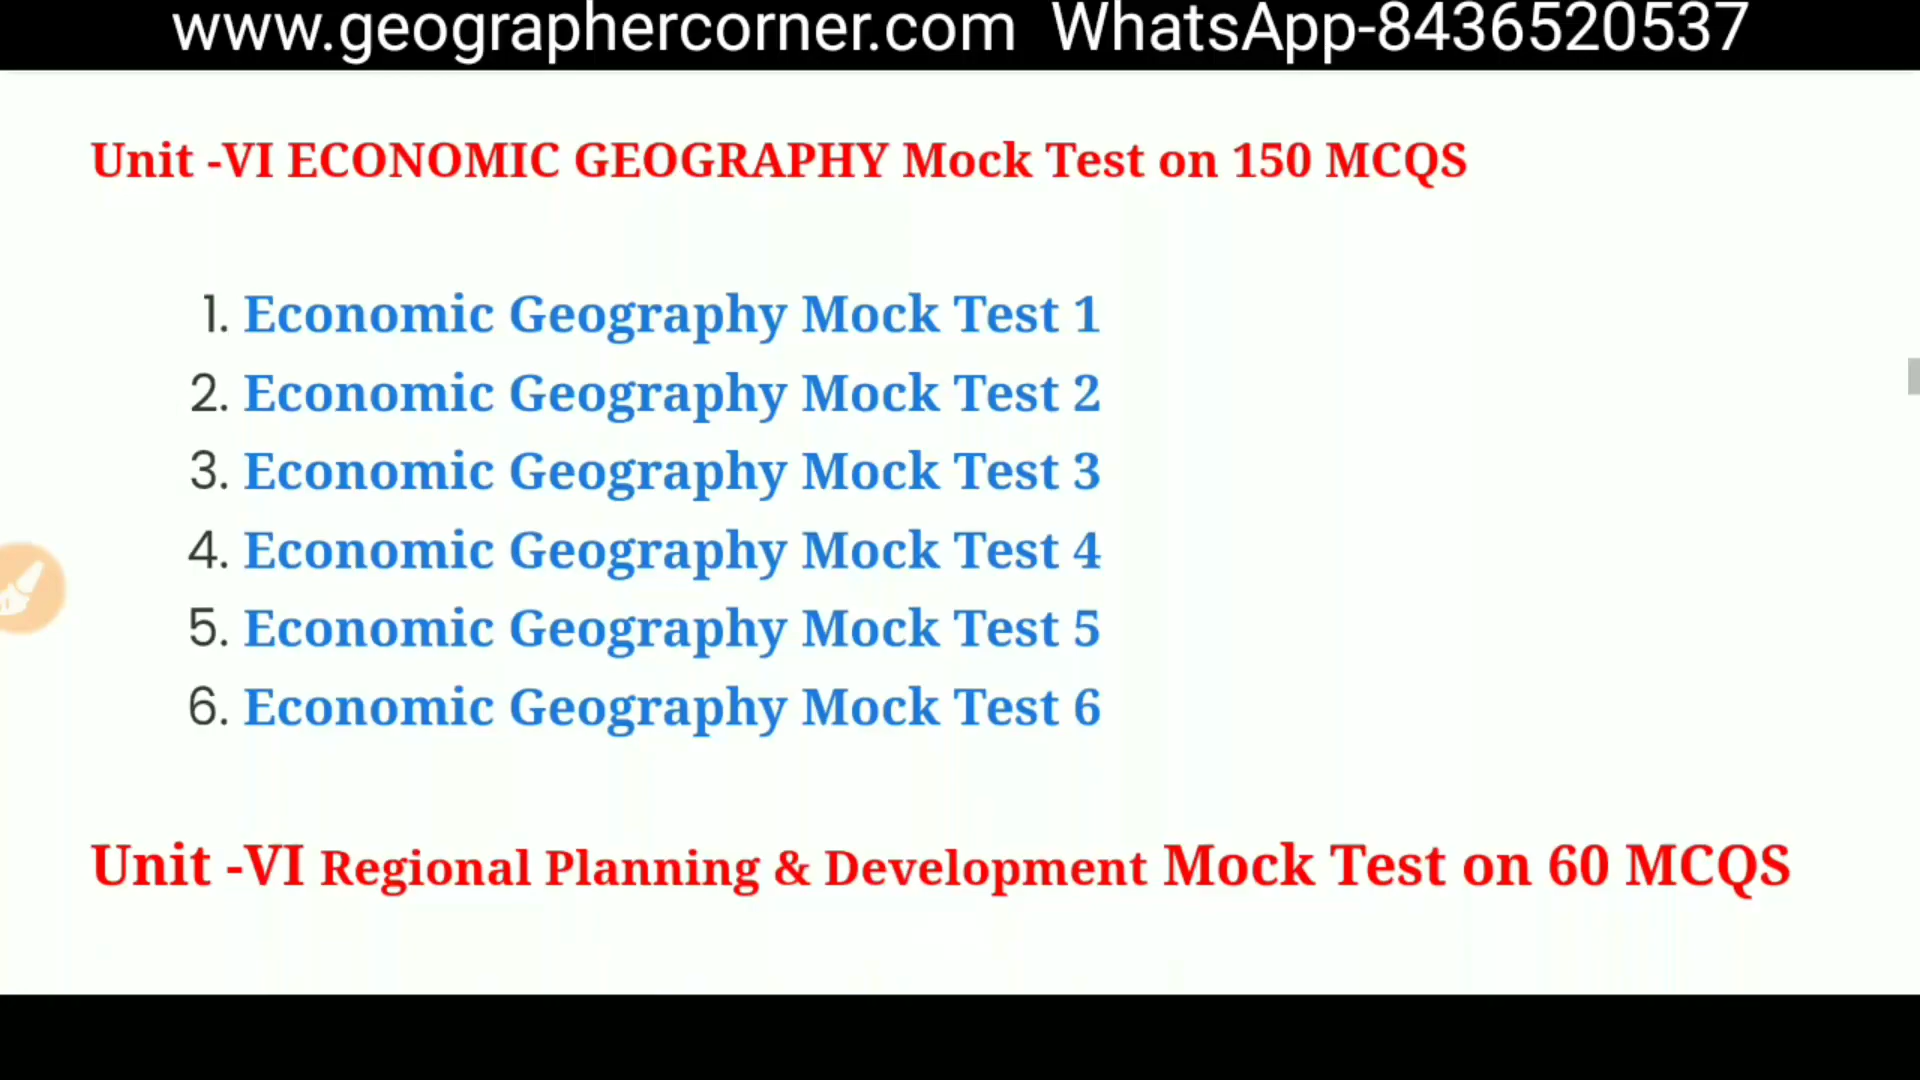 www.geographercorner.com WhatsApp-8436520537
Unit -VI ECONOMIC GEOGRAPHY Mock Test on 150 MCQS
1. Economic Geography Mock Test 1
2. Economic Geography Mock Test 2
3. Economic Geography Mock Test 3
4. Economic Geography Mock Test 4
5. Economic Geography Mock Test 5
6. Economic Geography Mock Test 6
Unit -VI Regional Planning & Development Mock Test on 60 MCQS